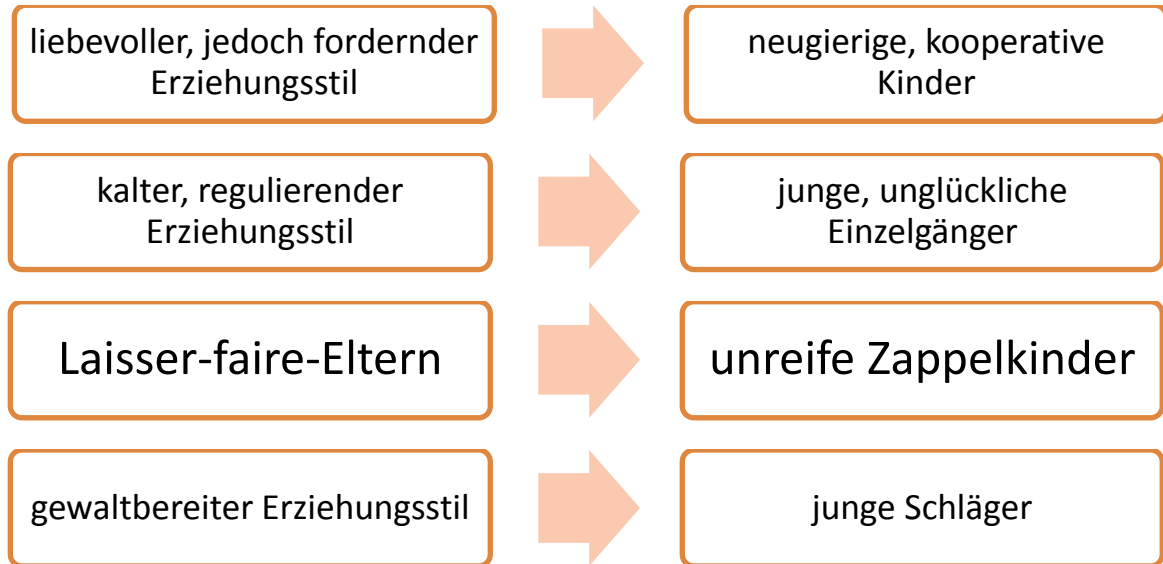 liebevoller, jedoch fordernder
Erziehungsstil
neugierige, kooperative
Kinder
kalter, regulierender
Erziehungsstil
junge, unglückliche
Einzelgänger
Laisser-faire-Eltern
unreife Zappelkinder
gewaltbereiter Erziehungsstil
junge Schläger